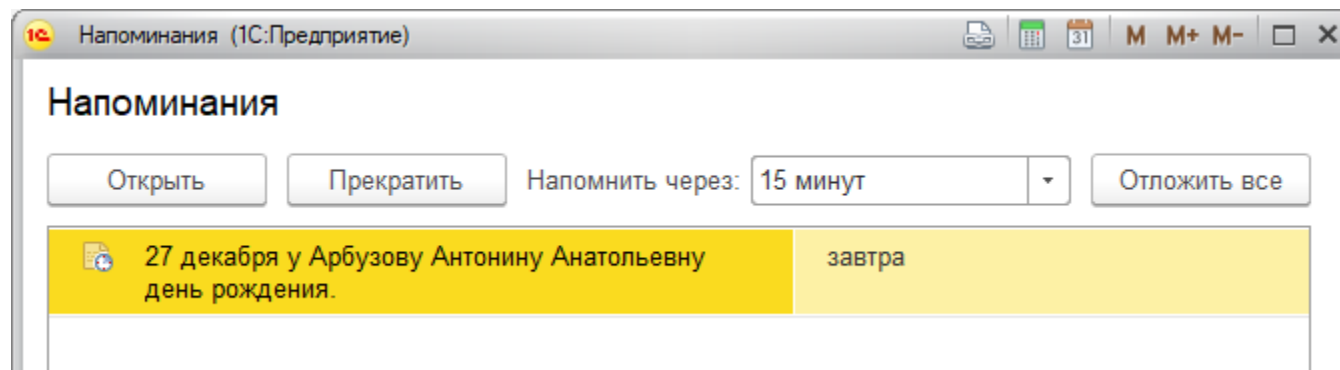 1С Напоминания (1С:Предприятие) 31 M M+ M-
Напоминания
Открыть Прекратить Напомнить через: 15 минут Отложить все
27 декабря у Арбузову Антонину Анатольевну завтра
день рождения.